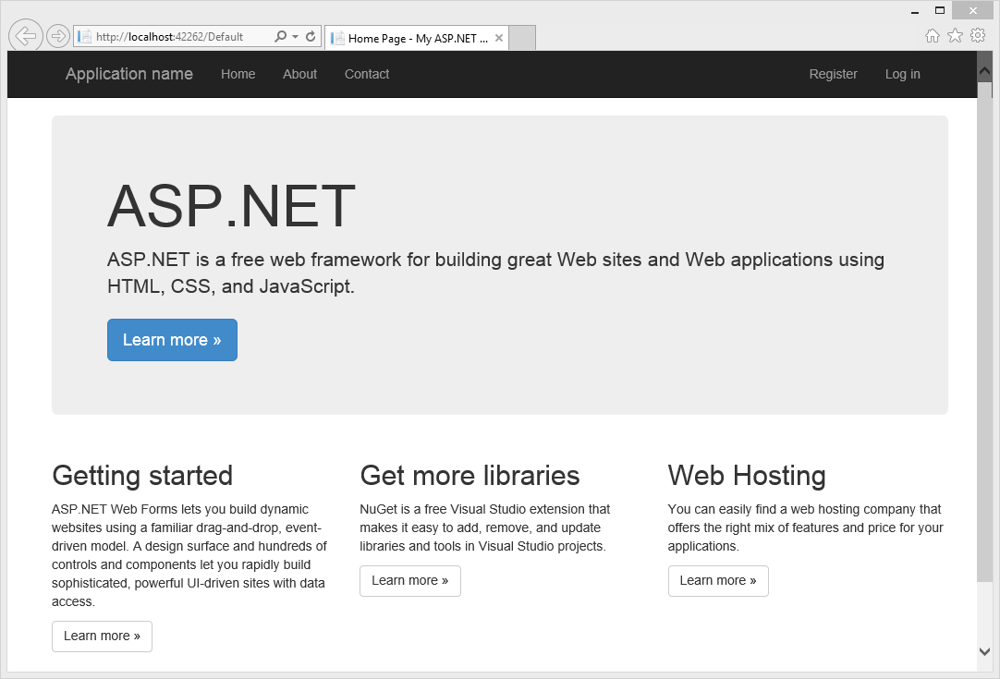 http://localhost:42262/Default
Home Page - My ASP.NET ...
Application name
Home
About
Contact
Register
Log in
ASP.NET
ASP.NET is a free web framework for building great Web sites and Web applications using
HTML, CSS, and JavaScript.
Learn more »
Getting started
ASP.NET Web Forms lets you build dynamic
websites using a familiar drag-and-drop, event-
driven model. A design surface and hundreds of
controls and components let you rapidly build
sophisticated, powerful UI-driven sites with data
access.
Learn more »
Get more libraries
NuGet is a free Visual Studio extension that
makes it easy to add, remove, and update
libraries and tools in Visual Studio projects.
Learn more »
Web Hosting
You can easily find a web hosting company that
offers the right mix of features and price for your
applications.
Learn more »